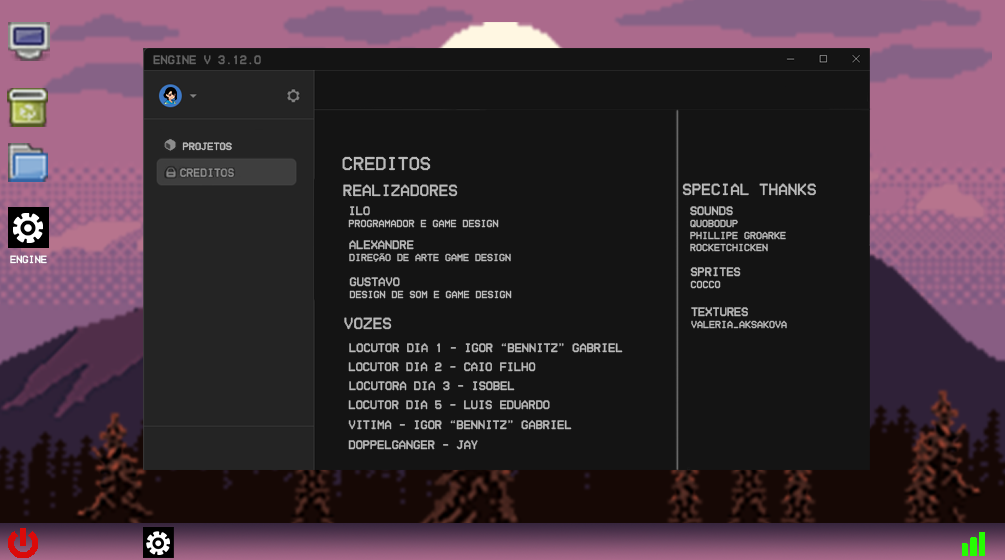 ENGINE V 3.12.0
ENGINE
PROJETOS
CREDITOS
CREDITOS
REALIZADORES
ILO
PROGRAMADOR E GAME DESIGN
ALEXANDRE
DIREÇÃO DE ARTE GAME DESIGN
GUSTAVO
DESIGN DE SOM E GAME DESIGN
VOZES
LOCUTOR DIA 1 - IGOR “BENNITZ” GABRIEL
LOCUTOR DIA 2 - CAIO FILHO
LOCUTORA DIA 3 - ISOBEL
LOCUTOR DIA 5 - LUIS EDUARDO
VITIMA - IGOR “BENNITZ” GABRIEL
DOPPELGANGER - JAY
SPECIAL THANKS
SOUNDS
QUOBODUP
PHILLIPE GROARKE
ROCKETCHICKEN
SPRITES
COCCO
TEXTURES
VALERIA_AKSAKOVA